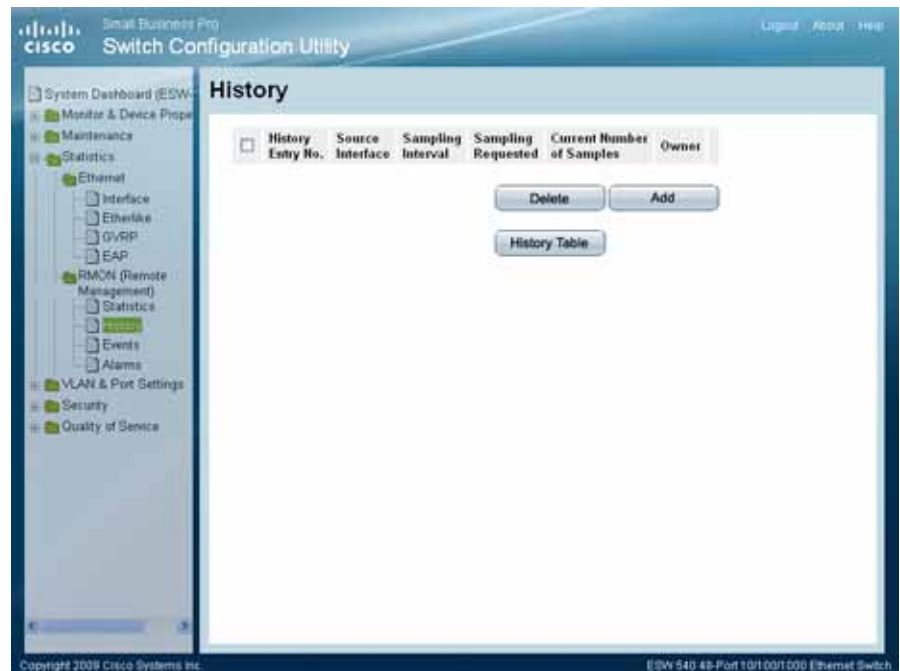 Small Business Pro
cisco Switch Configuration Utility
Logout About Help
System Dashboard (ESW-
Monitor & Device Prope
Maintenance
Statistics
Ethernet
Interface
Etherlike
GVRP
EAP
RMON (Remote
Management)
Statistics
History
Events
Alarms
VLAN & Port Settings
Security
Quality of Service
History
History Entry No.
Source Interface
Sampling Interval
Sampling Requested
Current Number of Samples
Owner
Delete
Add
History Table
Copyright 2009 Cisco Systems Inc.
ESW 540 48-Port 10/100/1000 Ethernet Switch